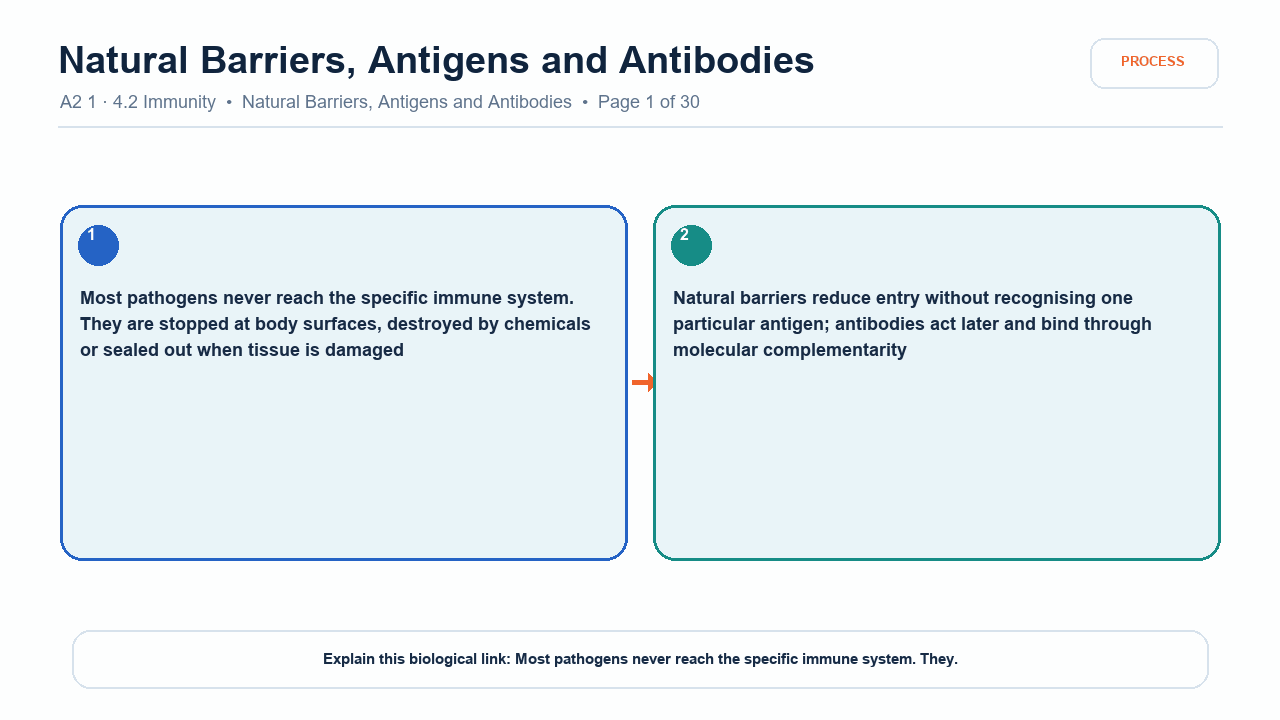 Natural Barriers, Antigens and Antibodies
PROCESS
A2 1 · 4.2 Immunity • Natural Barriers, Antigens and Antibodies • Page 1 of 30
1
Most pathogens never reach the specific immune system.
They are stopped at body surfaces, destroyed by chemicals
or sealed out when tissue is damaged
2
Natural barriers reduce entry without recognising one
particular antigen; antibodies act later and bind through
molecular complementarity
Explain this biological link: Most pathogens never reach the specific immune system. They.